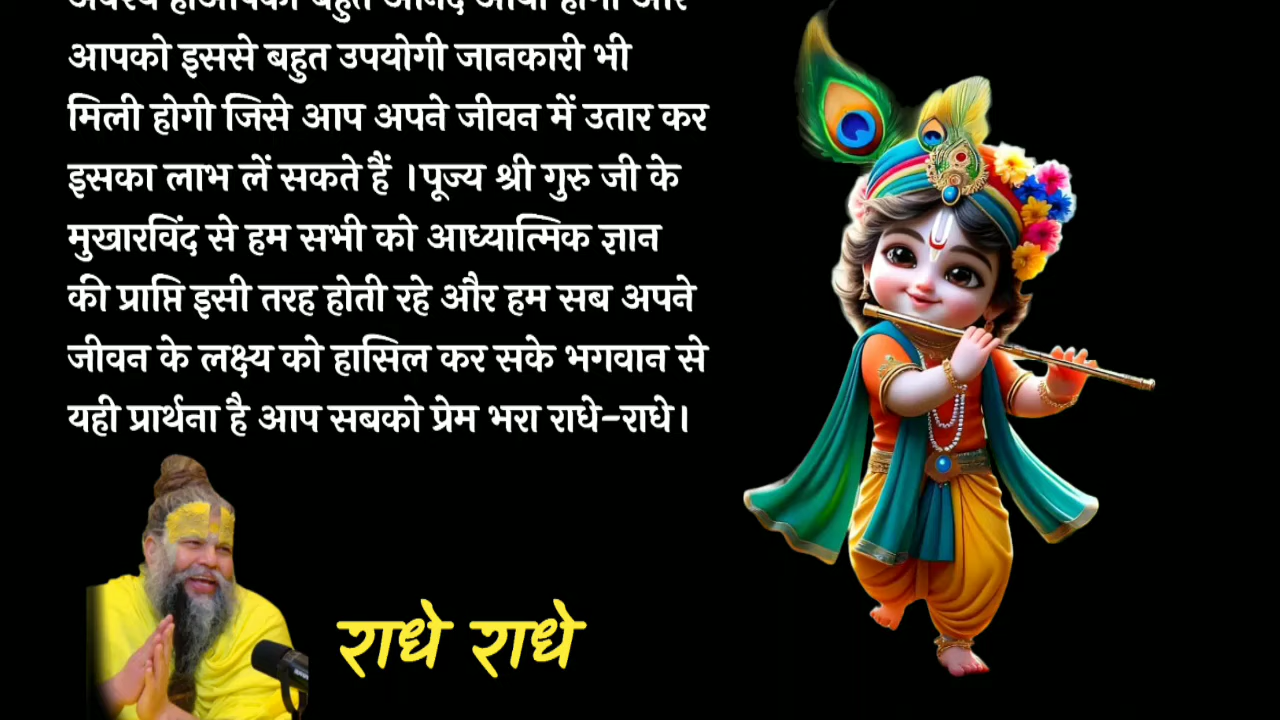 आपको इससे बहुत उपयोगी जानकारी भी
मिली होगी जिसे आप अपने जीवन में उतार कर
इसका लाभ लें सकते हैं ।पूज्य श्री गुरु जी के
मुखारविंद से हम सभी को आध्यात्मिक ज्ञान
की प्राप्ति इसी तरह होती रहे और हम सब अपने
जीवन के लक्ष्य को हासिल कर सके भगवान से
यही प्रार्थना है आप सबको प्रेम भरा राधे-राधे।
राधे राधे